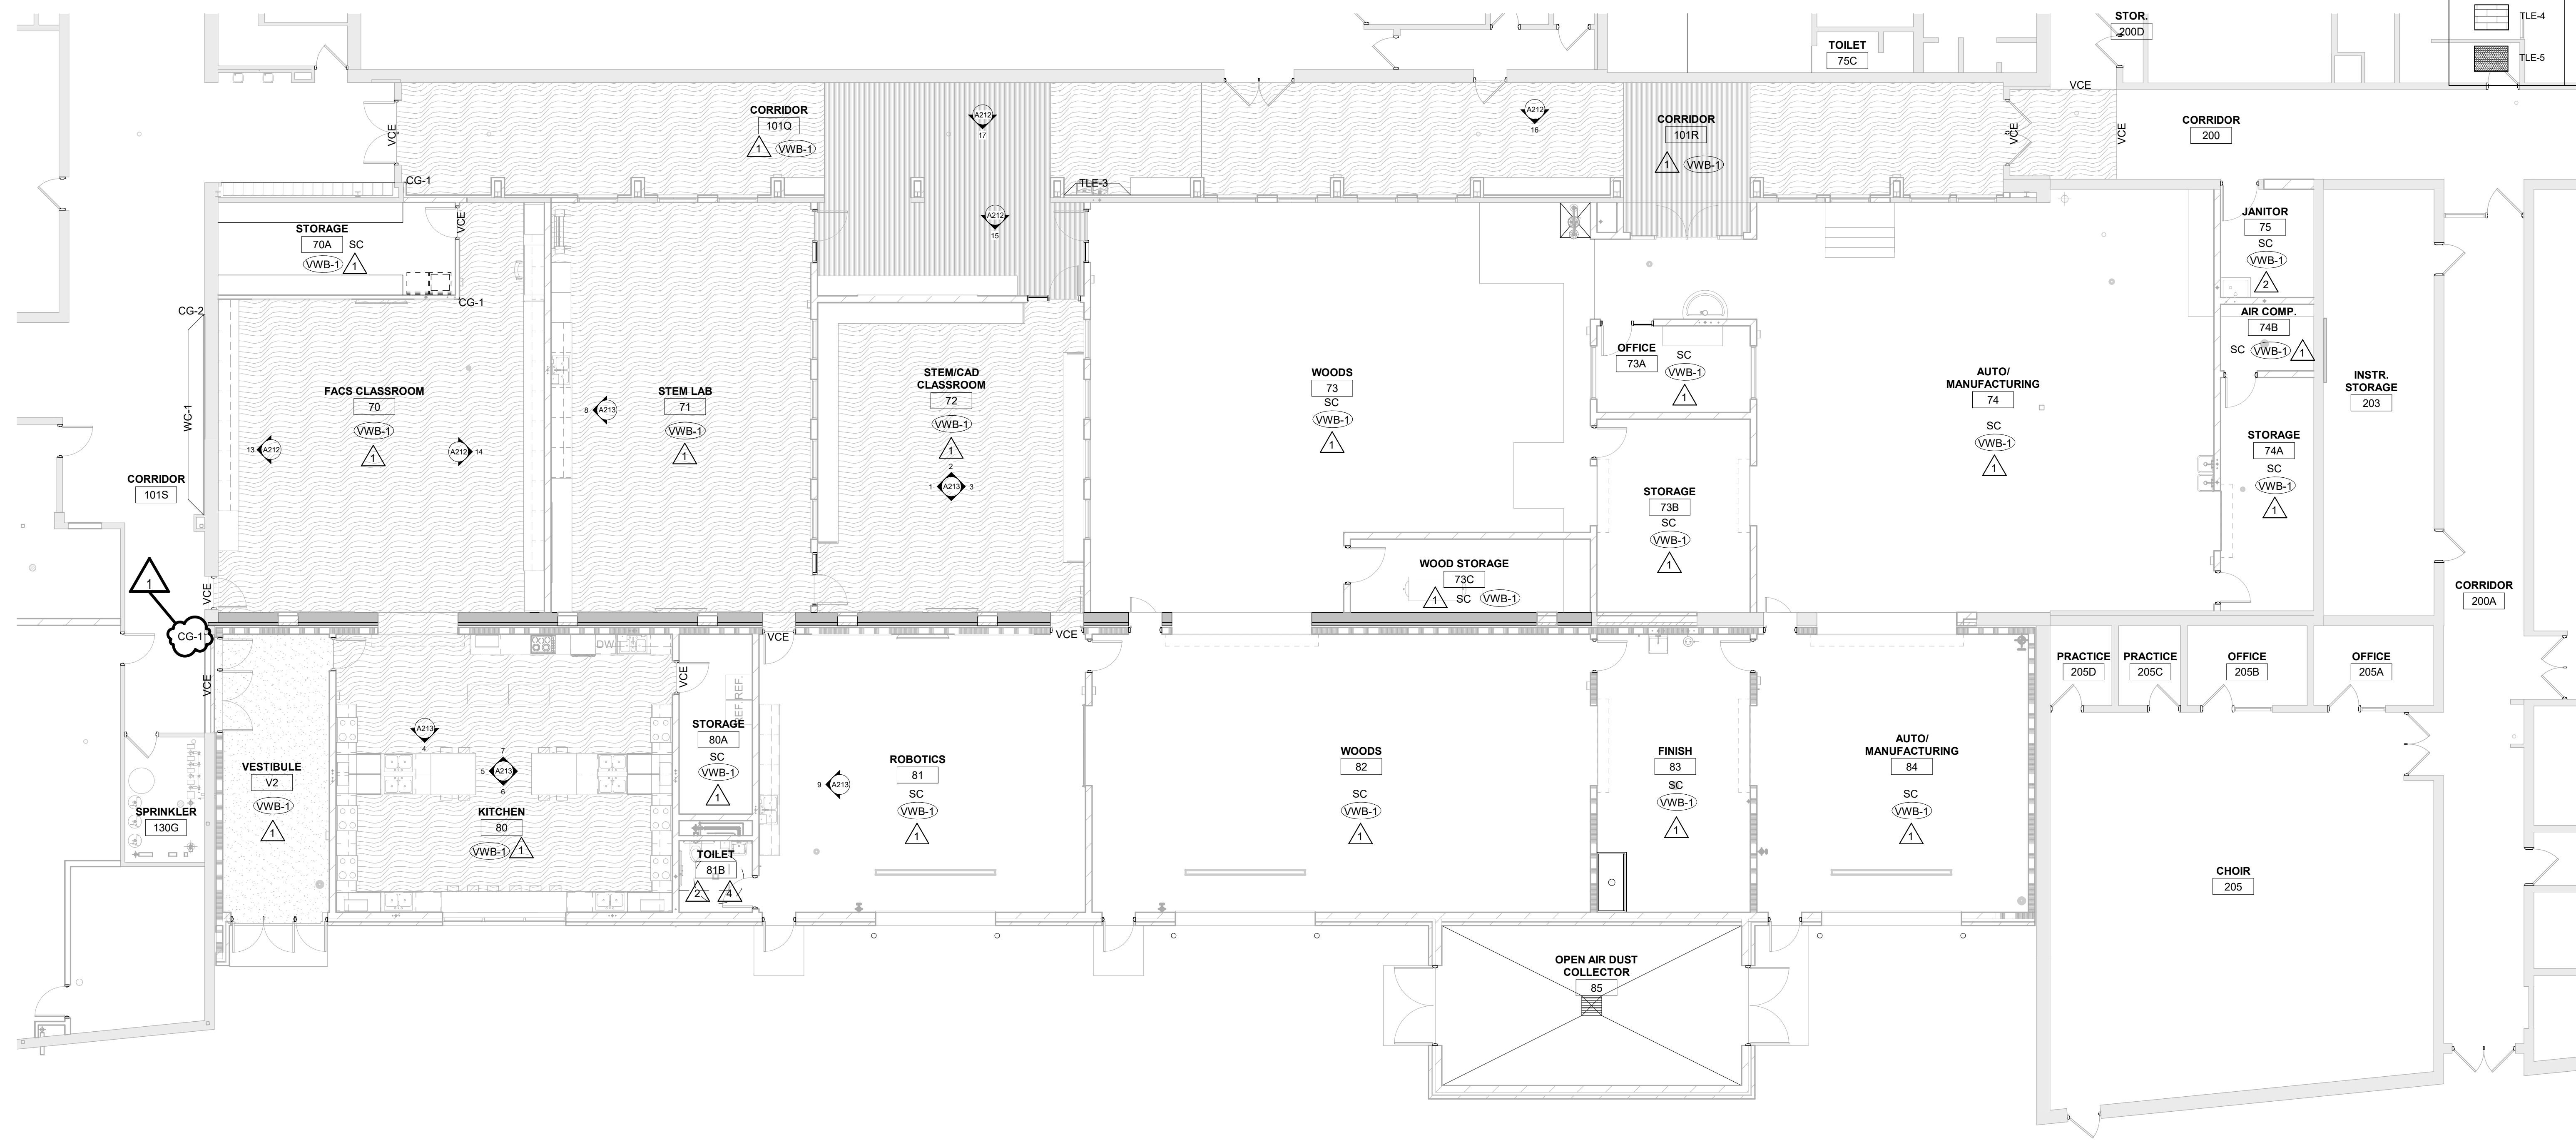 STOR.
200D
TLE-4
TLE-5
TOILET
75C
VCE
CORRIDOR
101Q
1
VWB-1
VCE
A212
17
A212
16
CORRIDOR
101R
1
VWB-1
VCE
VCE
CORRIDOR
200
CG-1
TLE-3
STORAGE
70A
SC
VWB-1
1
VCE
A212
15
JANITOR
75
SC
VWB-1
2
CG-2
CG-1
AIR COMP.
74B
SC
VWB-1
1
OFFICE
73A
SC
VWB-1
1
FACS CLASSROOM
70
VWB-1
1
STEM LAB
71
VWB-1
1
8
A213
STEM/CAD
CLASSROOM
72
VWB-1
1
2
1
A213
3
WOODS
73
SC
VWB-1
1
AUTO/
MANUFACTURING
74
SC
VWB-1
1
INSTR.
STORAGE
203
WC-1
13
A212
A212
14
STORAGE
74A
SC
VWB-1
1
CORRIDOR
101S
STORAGE
73B
SC
VWB-1
1
WOOD STORAGE
73C
1
SC
VWB-1
CORRIDOR
200A
1
VCE
CG-1
VCE
VCE
VCE
DW
VCE
REF.
REF.
PRACTICE
205D
PRACTICE
205C
OFFICE
205B
OFFICE
205A
A213
4
7
5
A213
6
STORAGE
80A
SC
VWB-1
1
VESTIBULE
V2
VWB-1
1
ROBOTICS
81
SC
VWB-1
1
9
A213
WOODS
82
SC
VWB-1
1
FINISH
83
SC
VWB-1
1
AUTO/
MANUFACTURING
84
SC
VWB-1
1
SPRINKLER
130G
KITCHEN
80
VWB-1
1
TOILET
81B
2
4
CHOIR
205
OPEN AIR DUST
COLLECTOR
85